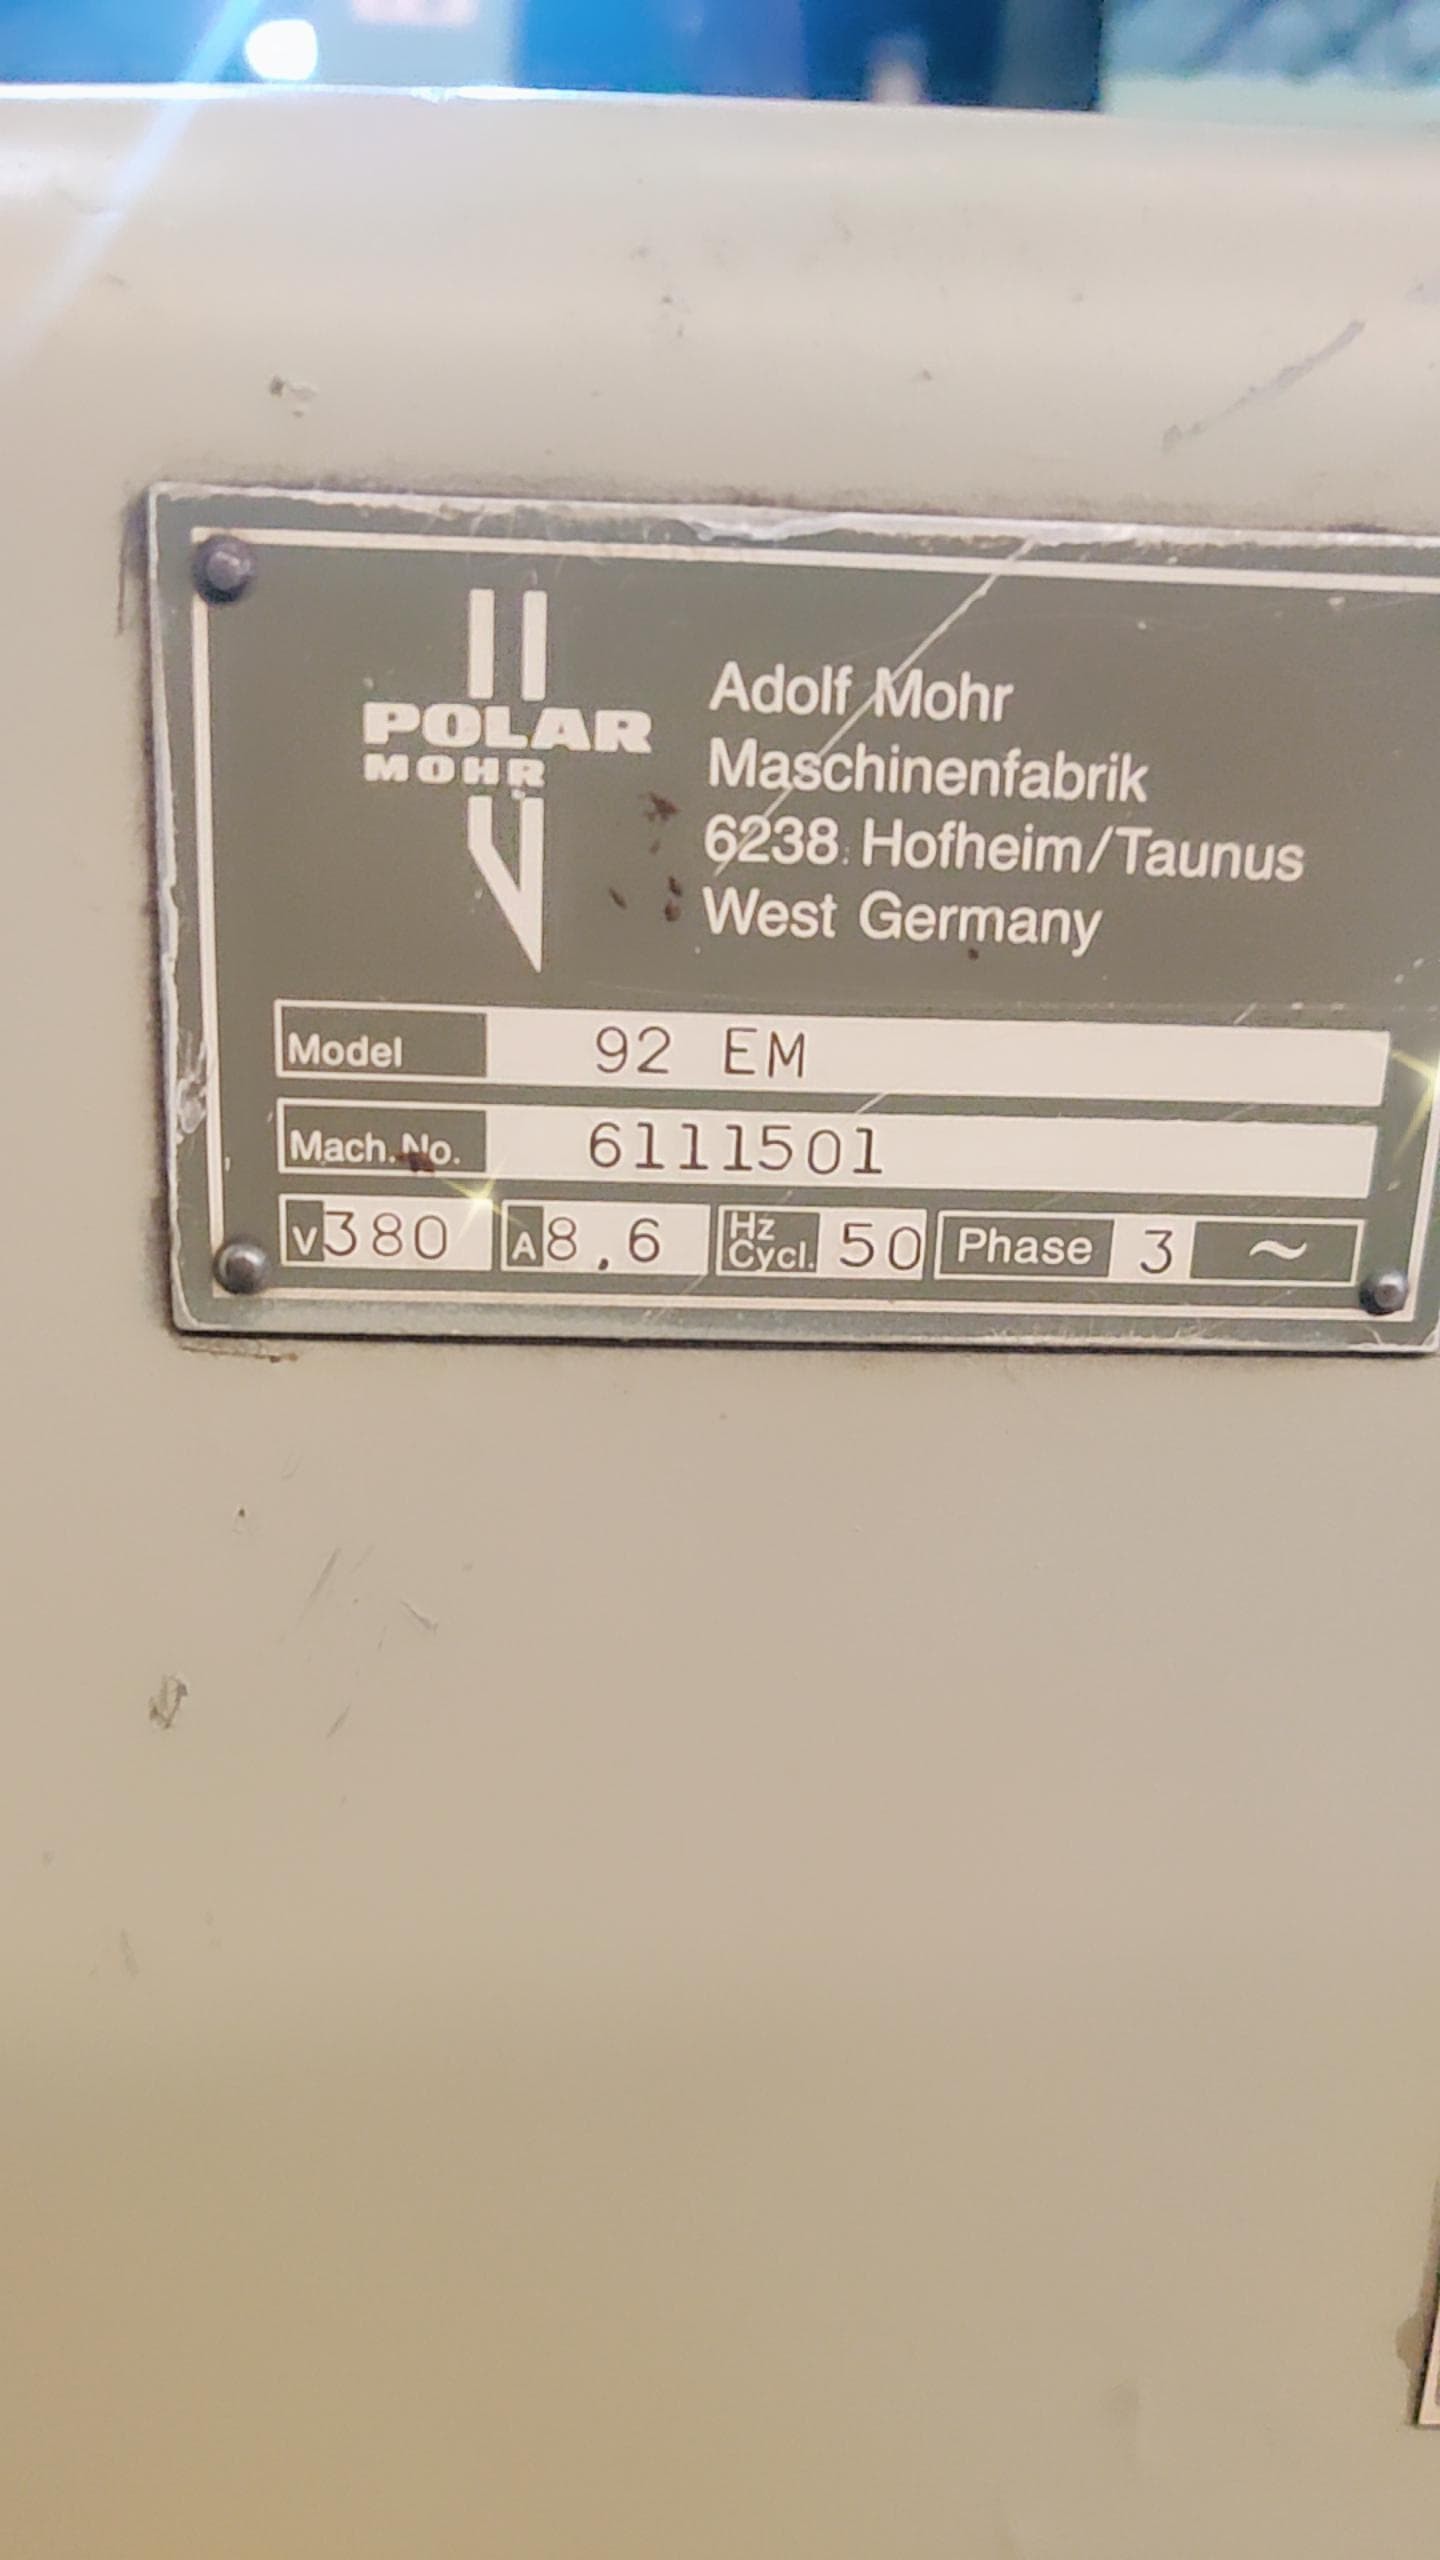 POLAR
MOHR
Adolf Mohr
Maschinenfabrik
6238 Hofheim/Taunus
West Germany
Model 92 EM
Mach.No. 6111501
V 380 A 8,6 Hz Cycl. 50 Phase 3 ~